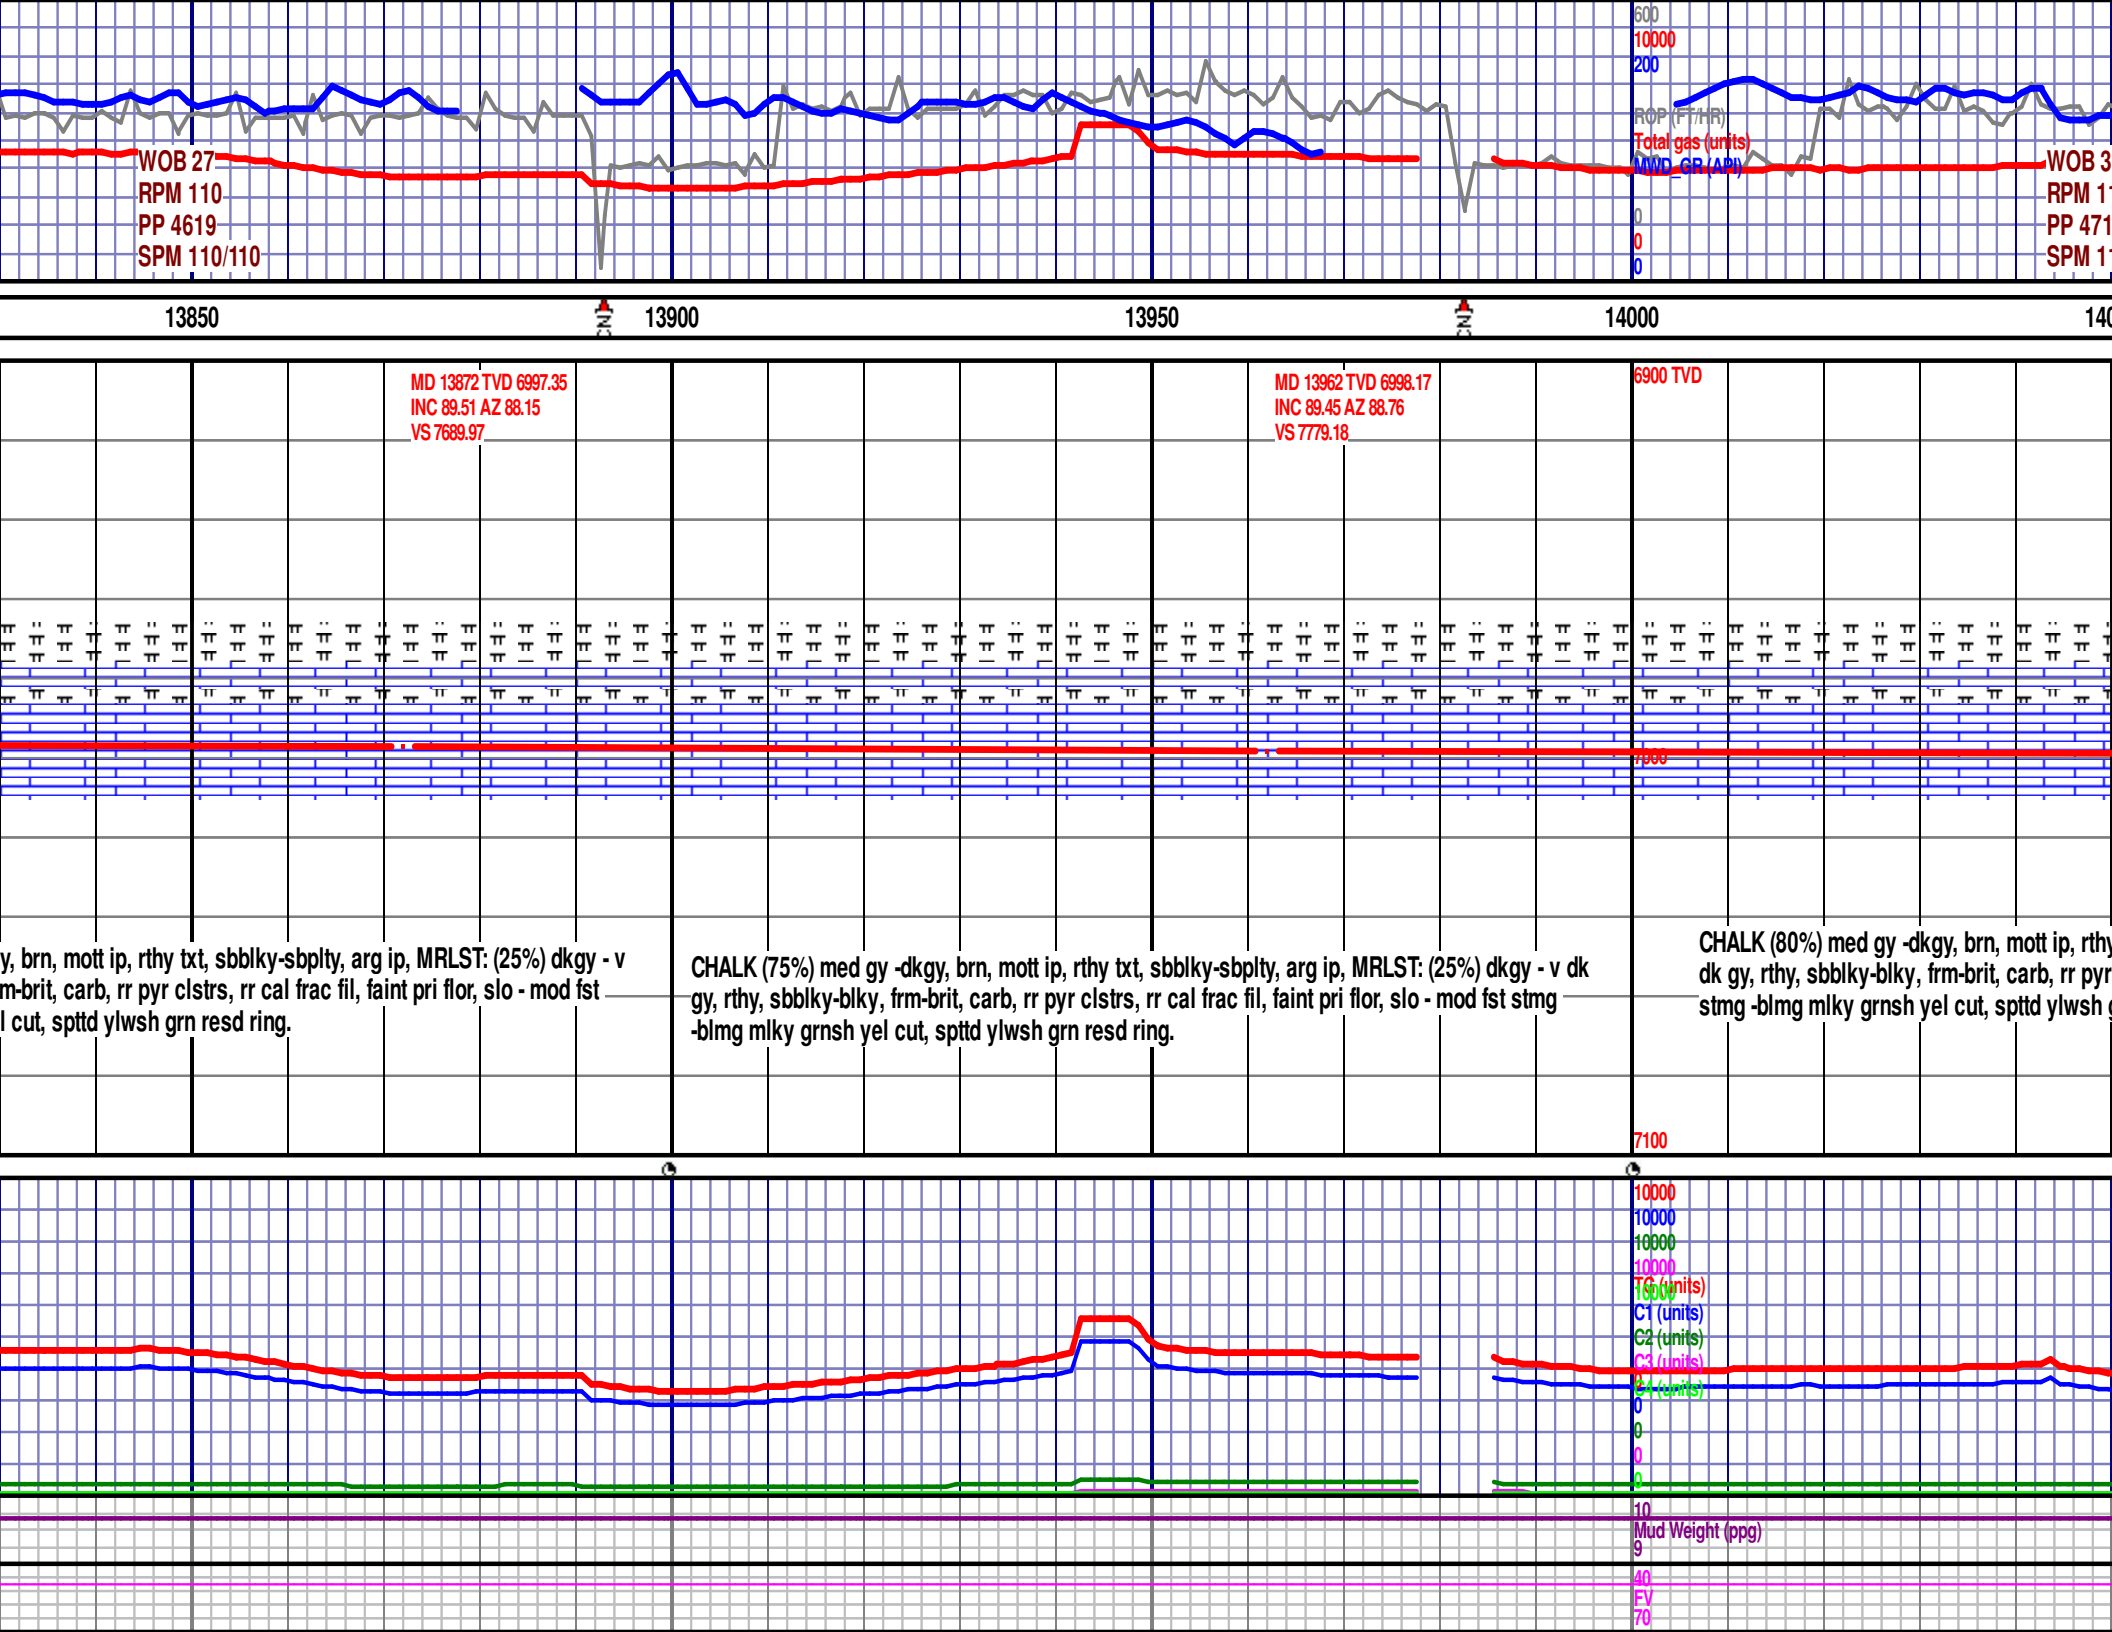 600
10000
200
ROP (FT/HR)
Total gas (units)
MWD_GR (API)
0
0
0
WOB 27
RPM 110
PP 4619
SPM 110/110
WOB 3
RPM 11
PP 471
SPM 11
13850
CN
13900
13950
CN
14000
140
MD 13872 TVD 6997.35
INC 89.51 AZ 88.15
VS 7689.97
MD 13962 TVD 6998.17
INC 89.45 AZ 88.76
VS 7779.18
6900 TVD
7000
y, brn, mott ip, rthy txt, sbblky-sbplty, arg ip, MRLST: (25%) dkgy - v
m-brit, carb, rr pyr clstrs, rr cal frac fil, faint pri flor, slo - mod fst
l cut, spttd ylwsh grn resd ring.
CHALK (75%) med gy -dkgy, brn, mott ip, rthy txt, sbblky-sbplty, arg ip, MRLST: (25%) dkgy - v dk
gy, rthy, sbblky-blky, frm-brit, carb, rr pyr clstrs, rr cal frac fil, faint pri flor, slo - mod fst stmg
-blmg mlky grnsh yel cut, spttd ylwsh grn resd ring.
CHALK (80%) med gy -dkgy, brn, mott ip, rthy
dk gy, rthy, sbblky-blky, frm-brit, carb, rr pyr
stmg -blmg mlky grnsh yel cut, spttd ylwsh g
7100
10000
10000
10000
10000
10000
TG (units)
C1 (units)
C2 (units)
C3 (units)
C4 (units)
0
0
0
0
0
10
Mud Weight (ppg)
9
40
FV
70